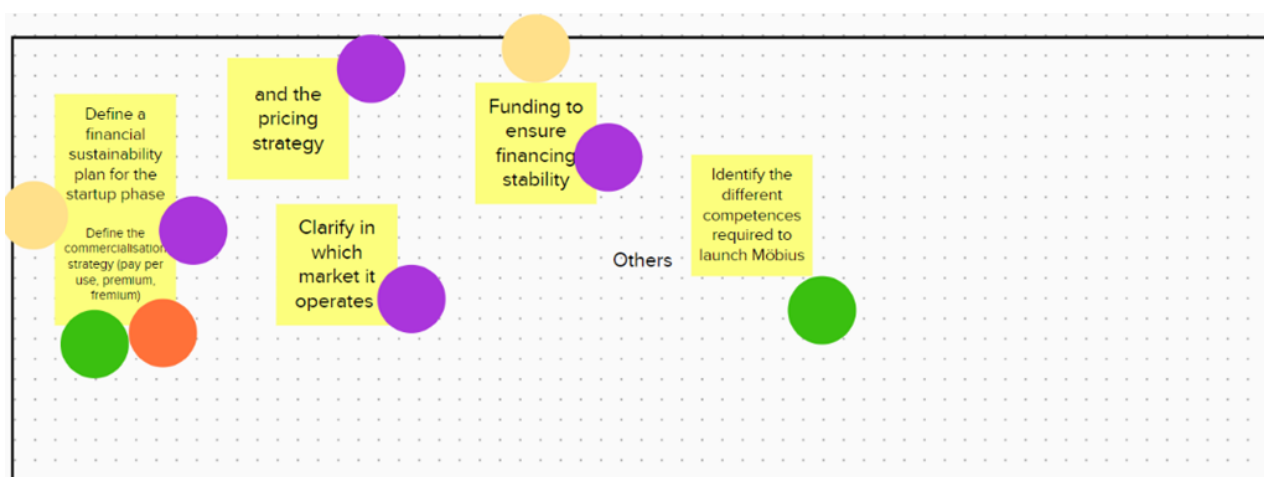 Define a
financial
sustainability
plan for the
startup phase
Define the
commercialisation
strategy (pay per
use, premium,
fremium)
and the
pricing
strategy
Clarify in
which
market it
operates
Funding to
ensure
financing
stability
Others
Identify the
different
competences
required to
launch Möbius